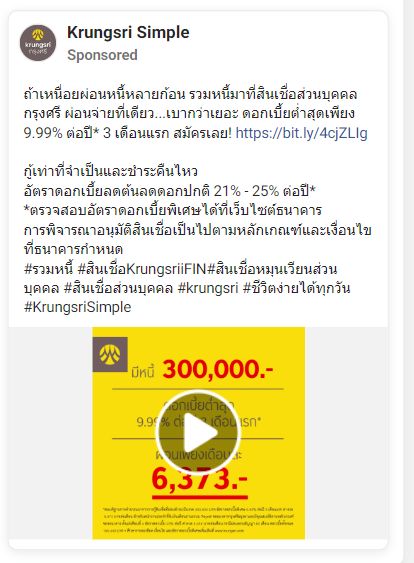 Krungsri Simple
Sponsored
krungsri
กรุงศรี
ถ้าเหนื่อยผ่อนหนี้หลายก้อน รวมหนี้มาที่สินเชื่อส่วนบุคคล
กรุงศรี ผ่อนจ่ายที่เดียว...เบากว่าเยอะ ดอกเบี้ยต่ำสุดเพียง
9.99% ต่อปี* 3 เดือนแรก สมัครเลย! https://bit.ly/4cjZLIg
กู้เท่าที่จำเป็นและชำระคืนไหว
อัตราดอกเบี้ยลดต้นลดดอกปกติ 21% - 25% ต่อปี*
*ตรวจสอบอัตราดอกเบี้ยพิเศษได้ที่เว็บไซต์ธนาคาร
การพิจารณาอนุมัติสินเชื่อเป็นไปตามหลักเกณฑ์และเงื่อนไข
ที่ธนาคารกำหนด
#รวมหนี้ #สินเชื่อKrungsriiFIN#สินเชื่อหมุนเวียนส่วน
บุคคล #สินเชื่อส่วนบุคคล #krungsri #ชีวิตง่ายได้ทุกวัน
#KrungsriSimple
มีหนี้ 300,000.-
ดอกเบี้ยต่ำสุด
9.99% ต่อปี เดือนแรก*
ผ่อนเพียงเดือนละ
6,373.-